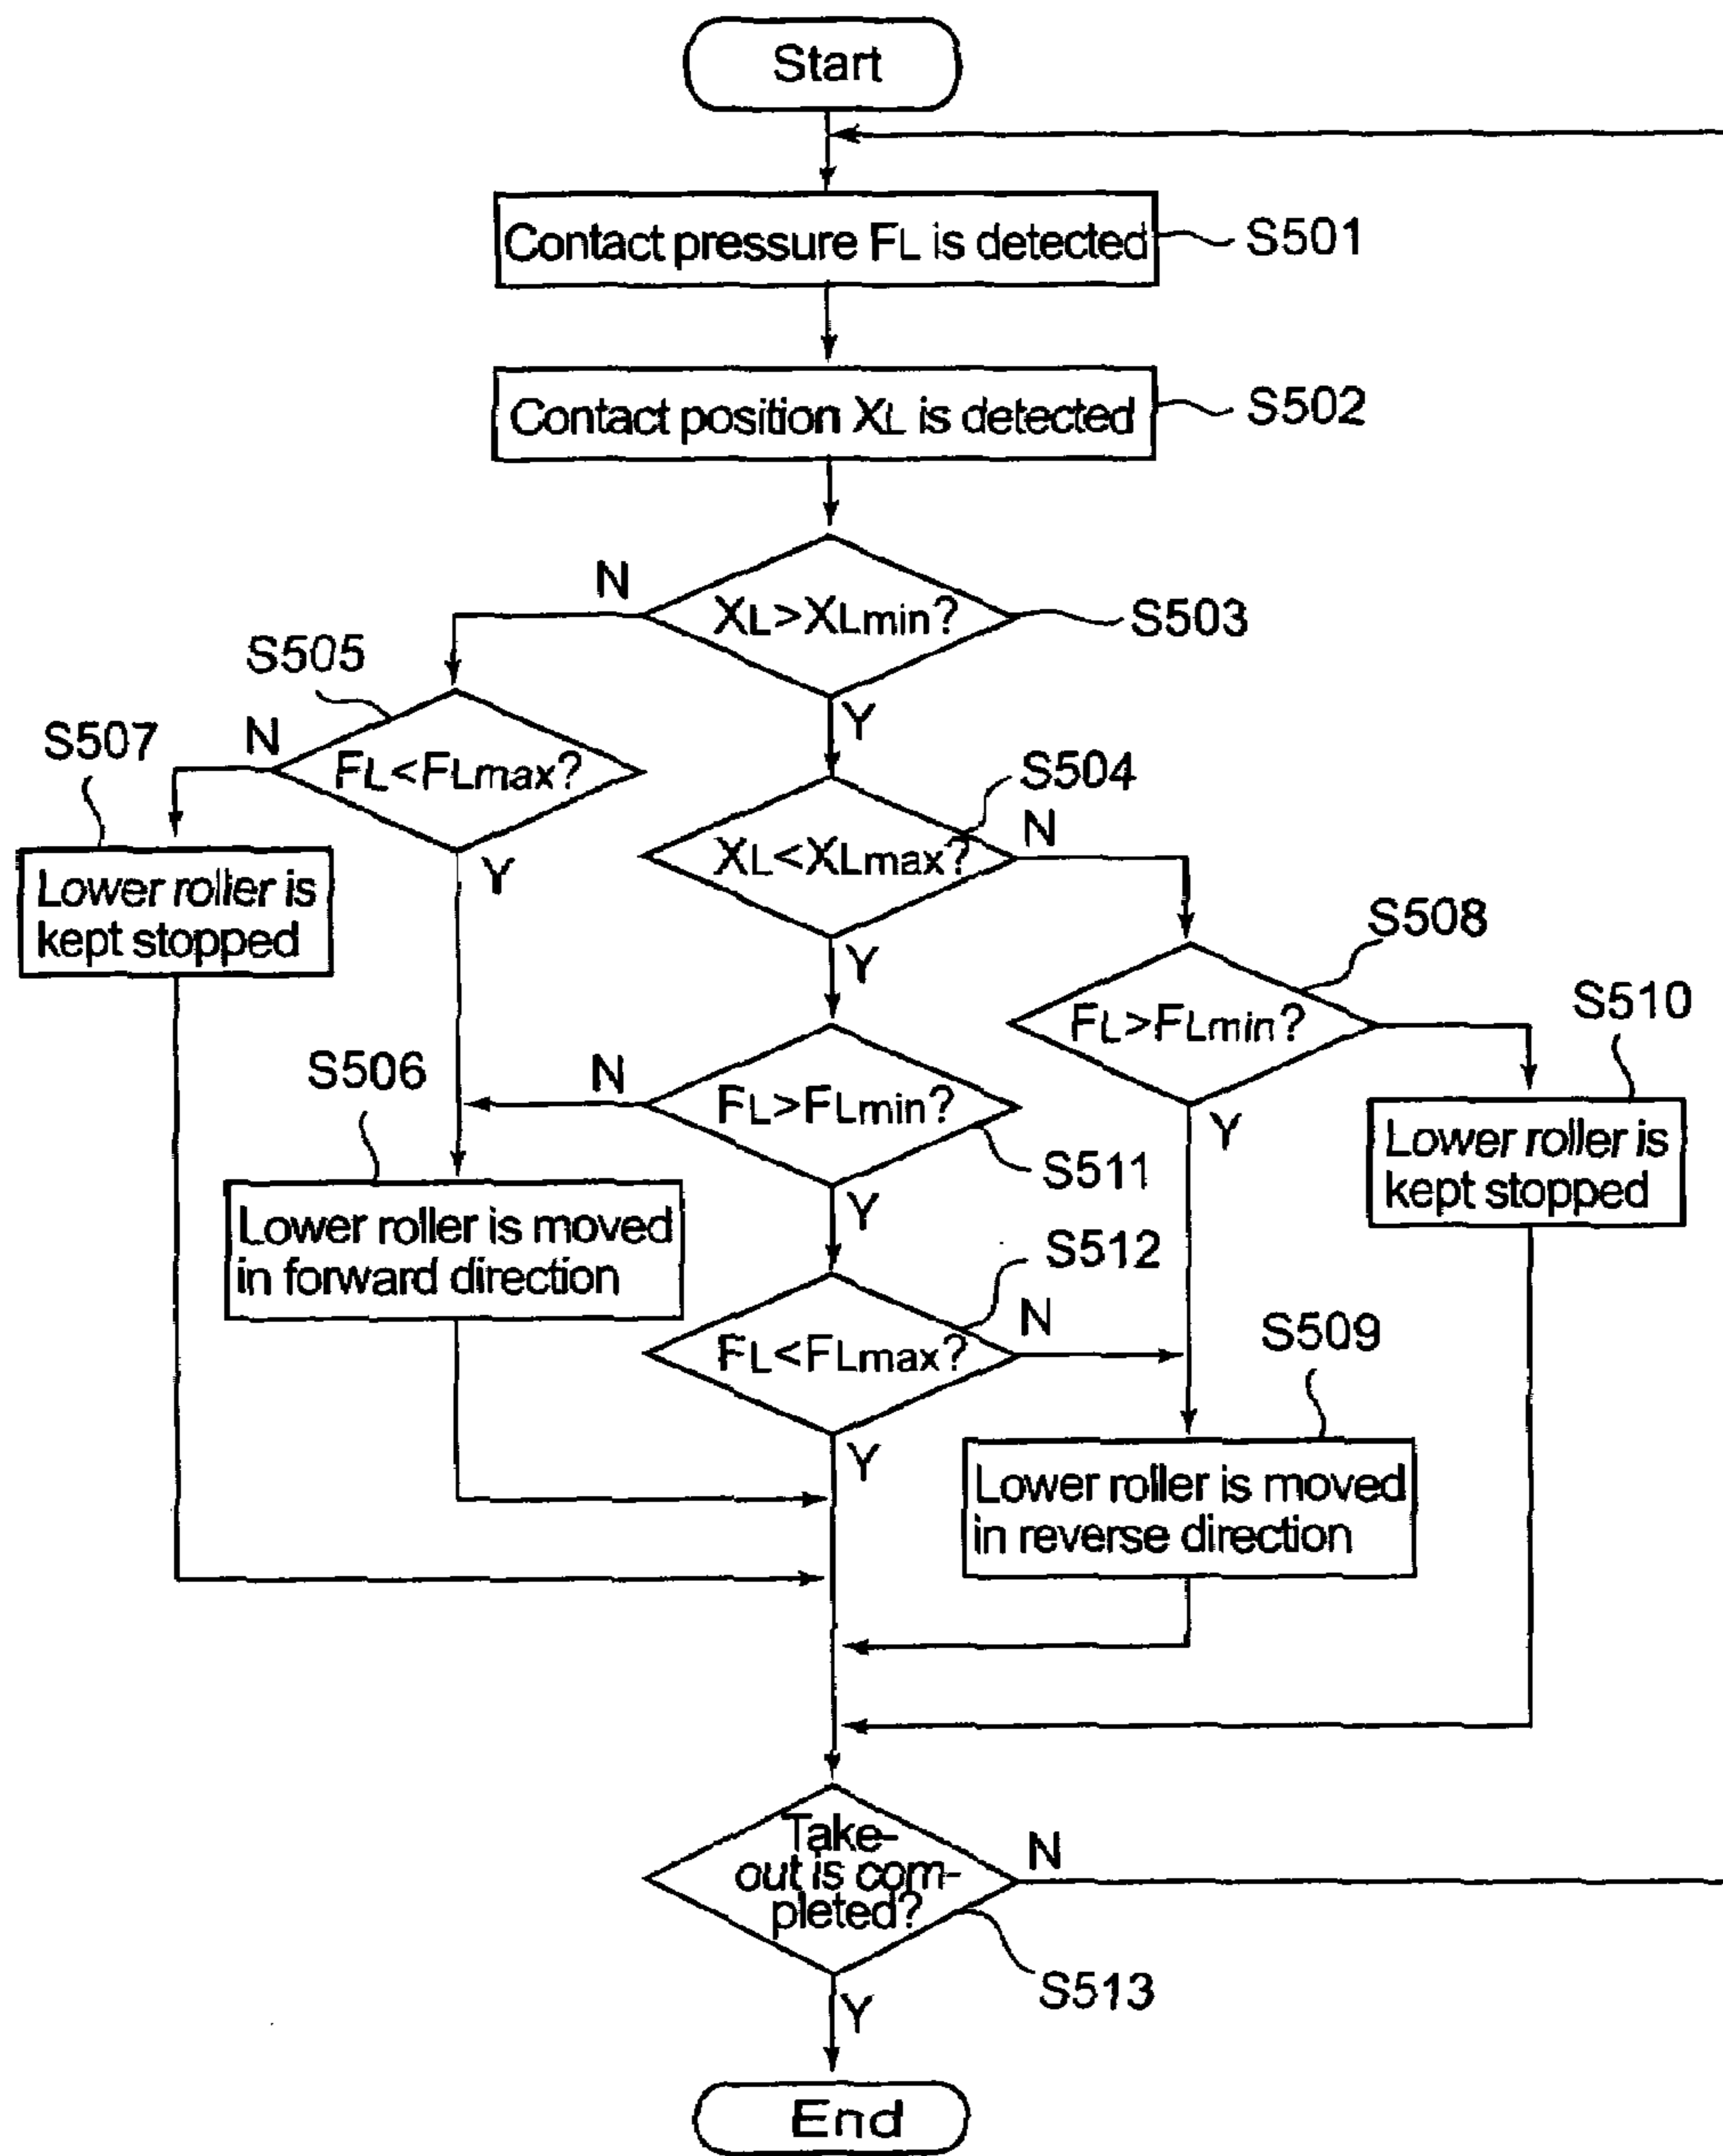 Start
Contact pressure FL is detected
S501
Contact position XL is detected
S502
N
XL>XLmin?
S503
Y
S505
N
FL<FLmax?
Y
S507
Lower roller is
kept stopped
S504
XL<XLmax?
N
Y
S508
FL>FLmin?
Y
S510
Lower roller is
kept stopped
N
FL>FLmin?
S511
Y
S506
Lower roller is moved
in forward direction
S512
FL<FLmax?
N
Y
S509
Lower roller is moved
in reverse direction
Take-
out is com-
pleted?
N
S513
Y
End